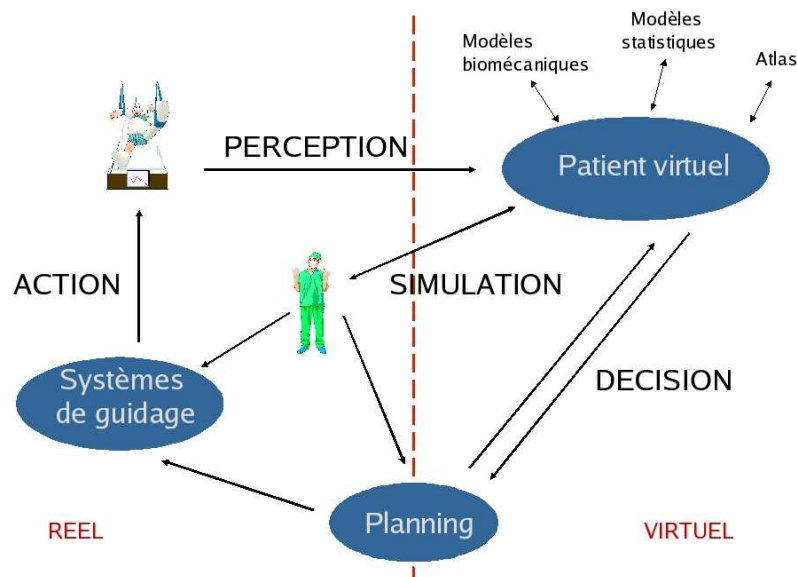 Modèles
statistiques
Modèles
biomécaniques
Atlas
PERCEPTION
Patient virtuel
ACTION
SIMULATION
Systèmes
de guidage
DECISION
Planning
REEL
VIRTUEL